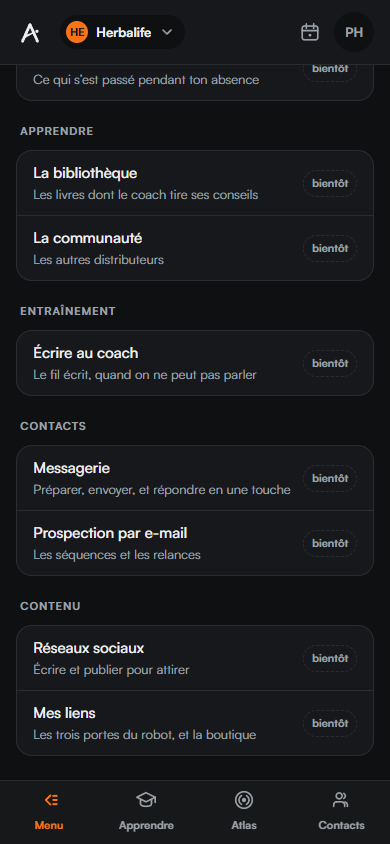 HE Herbalife PH
Ce qui s'est passé pendant ton absence
bientôt
APPRENDRE
La bibliothèque
Les livres dont le coach tire ses conseils
bientôt
La communauté
Les autres distributeurs
bientôt
ENTRAÎNEMENT
Écrire au coach
Le fil écrit, quand on ne peut pas parler
bientôt
CONTACTS
Messagerie
Préparer, envoyer, et répondre en une touche
bientôt
Prospection par e-mail
Les séquences et les relances
bientôt
CONTENU
Réseaux sociaux
Écrire et publier pour attirer
bientôt
Mes liens
Les trois portes du robot, et la boutique
bientôt
Menu Apprendre Atlas Contacts